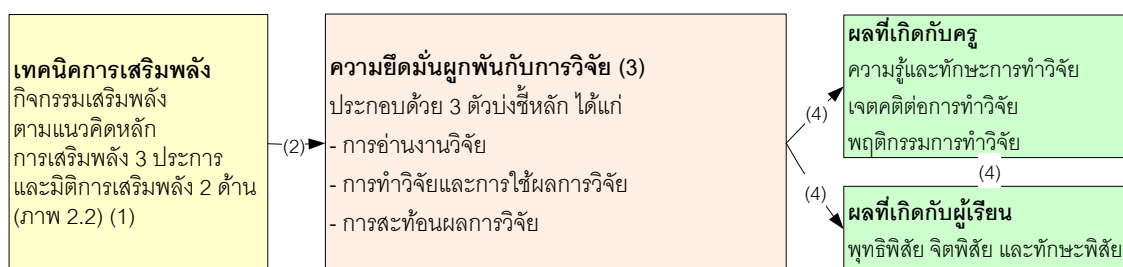 เทคนิคการเสริมพลัง
กิจกรรมเสริมพลัง
ตามแนวคิดหลัก
การเสริมพลัง 3 ประการ
และมิติการเสริมพลัง 2 ด้าน
(ภาพ 2.2) (1)
(2)
ความยึดมั่นผูกพันกับการวิจัย (3)
ประกอบด้วย 3 ตัวบ่งชี้หลัก ได้แก่
- การอ่านงานวิจัย
- การทำวิจัยและการใช้ผลการวิจัย
- การสะท้อนผลการวิจัย
(4)
(4)
ผลที่เกิดกับครู
ความรู้และทักษะการทำวิจัย
เจตคติต่อการทำวิจัย
พฤติกรรมการทำวิจัย
(4)
ผลที่เกิดกับผู้เรียน
พุทธิพิสัย จิตพิสัย และทักษะพิสัย